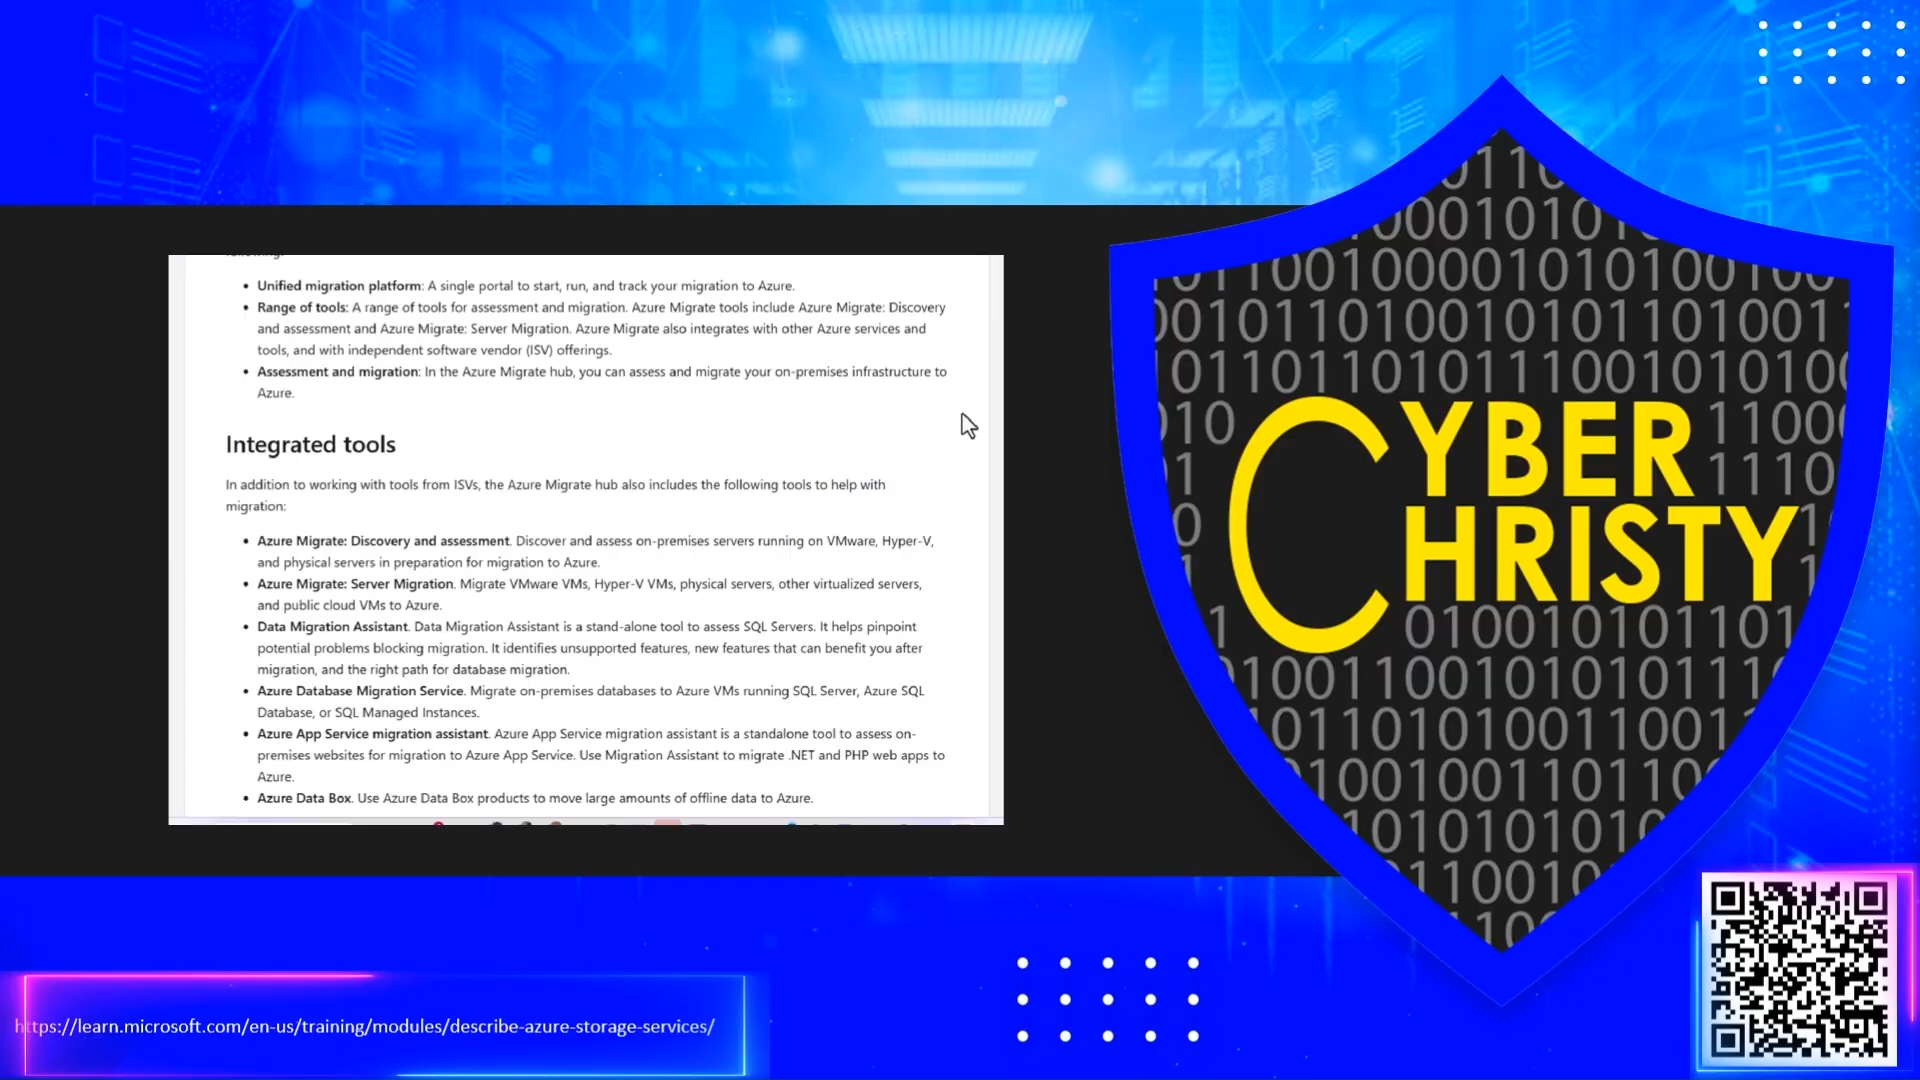 following:
• Unified migration platform: A single portal to start, run, and track your migration to Azure.
• Range of tools: A range of tools for assessment and migration. Azure Migrate tools include Azure Migrate: Discovery
and assessment and Azure Migrate: Server Migration. Azure Migrate also integrates with other Azure services and
tools, and with independent software vendor (ISV) offerings.
• Assessment and migration: In the Azure Migrate hub, you can assess and migrate your on-premises infrastructure to
Azure.
Integrated tools
In addition to working with tools from ISVs, the Azure Migrate hub also includes the following tools to help with
migration:
• Azure Migrate: Discovery and assessment. Discover and assess on-premises servers running on VMware, Hyper-V,
and physical servers in preparation for migration to Azure.
• Azure Migrate: Server Migration. Migrate VMware VMs, Hyper-V VMs, physical servers, other virtualized servers,
and public cloud VMs to Azure.
• Data Migration Assistant. Data Migration Assistant is a stand-alone tool to assess SQL Servers. It helps pinpoint
potential problems blocking migration. It identifies unsupported features, new features that can benefit you after
migration, and the right path for database migration.
• Azure Database Migration Service. Migrate on-premises databases to Azure VMs running SQL Server, Azure SQL
Database, or SQL Managed Instances.
• Azure App Service migration assistant. Azure App Service migration assistant is a standalone tool to assess on-
premises websites for migration to Azure App Service. Use Migration Assistant to migrate .NET and PHP web apps to
Azure.
• Azure Data Box. Use Azure Data Box products to move large amounts of offline data to Azure.
CYBER
CHRISTY
https://learn.microsoft.com/en-us/training/modules/describe-azure-storage-services/